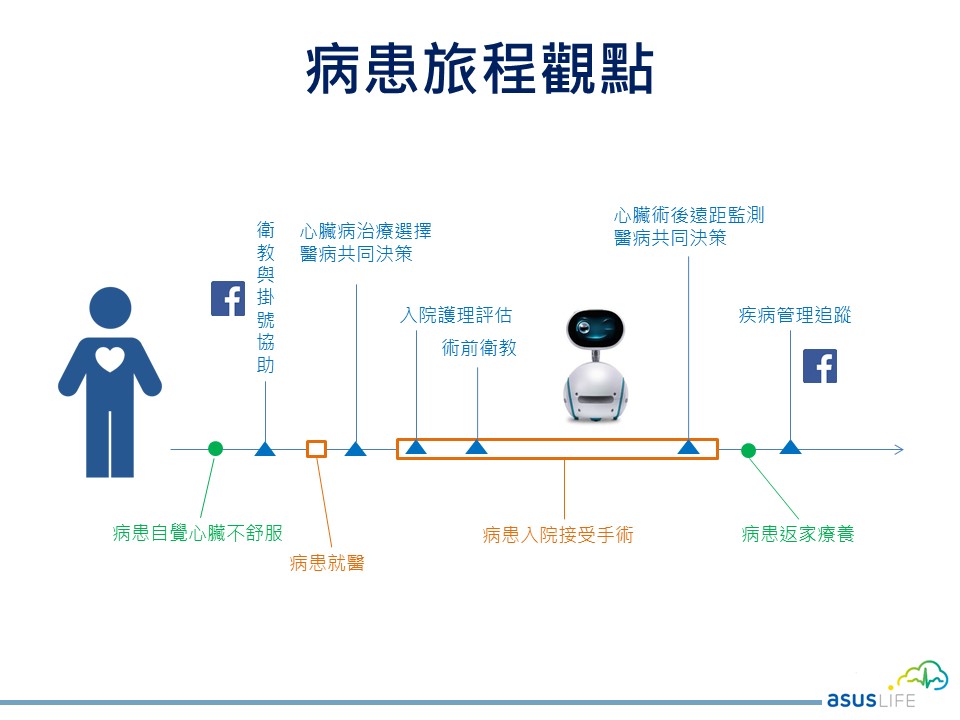 病患旅程觀點
衛教與掛號協助
心臟病治療選擇
醫病共同決策
入院護理評估
術前衛教
心臟術後遠距監測
醫病共同決策
疾病管理追蹤
病患自覺心臟不舒服
病患就醫
病患入院接受手術
病患返家療養
asus LIFE